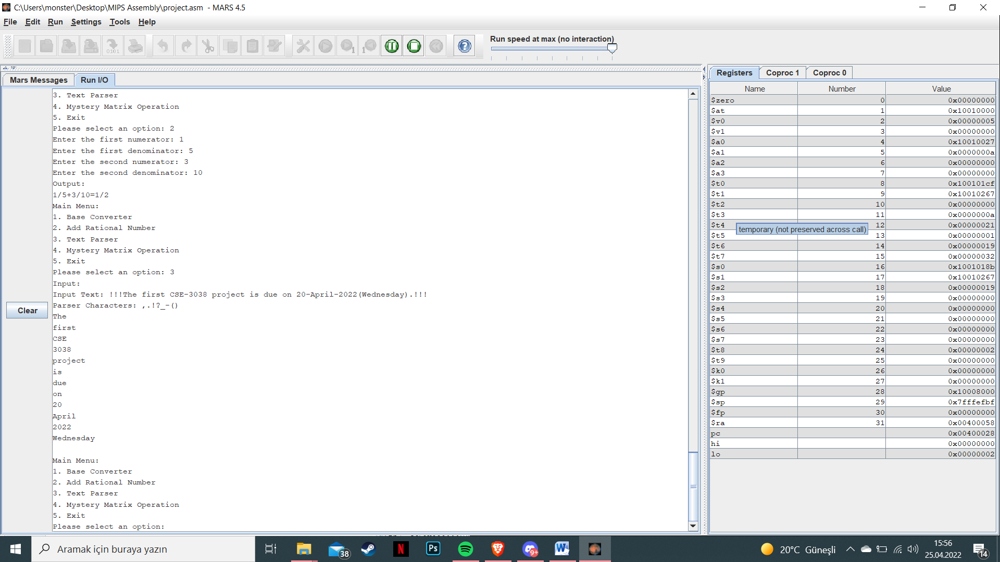 C:\Users\monster\Desktop\MIPS Assembly\project.asm - MARS 4.5
File Edit Run Settings Tools Help
Run speed at max (no interaction)
Mars Messages
Run I/O
3. Text Parser
4. Mystery Matrix Operation
5. Exit
Please select an option: 2
Enter the first numerator: 1
Enter the first denominator: 5
Enter the second numerator: 3
Enter the second denominator: 10
Output:
1/5+3/10=1/2
Main Menu:
1. Base Converter
2. Add Rational Number
3. Text Parser
4. Mystery Matrix Operation
5. Exit
Please select an option: 3
Input:
Input Text: !!!The first CSE-3038 project is due on 20-April-2022(Wednesday).!!!
Parser Characters: ,.!?_-()
The
first
CSE
3038
project
is
due
on
20
April
2022
Wednesday
Main Menu:
1. Base Converter
2. Add Rational Number
3. Text Parser
4. Mystery Matrix Operation
5. Exit
Please select an option:
Clear
Registers Coproc 1 Coproc 0
Name Number Value
$zero 0 0x00000000
$at 1 0x10010000
$v0 2 0x00000005
$v1 3 0x00000000
$a0 4 0x10010027
$a1 5 0x0000000a
$a2 6 0x00000000
$a3 7 0x00000000
$t0 8 0x100101cf
$t1 9 0x10010267
$t2 10 0x00000000
$t3 11 0x0000000a
$t4 12 0x00000021
temporary (not preserved across call)
$t5 13 0x00000001
$t6 14 0x00000019
$t7 15 0x00000032
$s0 16 0x1001018b
$s1 17 0x10010267
$s2 18 0x00000019
$s3 19 0x00000000
$s4 20 0x00000000
$s5 21 0x00000000
$s6 22 0x00000000
$s7 23 0x00000000
$t8 24 0x00000002
$t9 25 0x00000000
$k0 26 0x00000000
$k1 27 0x00000000
$gp 28 0x10008000
$sp 29 0x7fffefbf
$fp 30 0x00000000
$ra 31 0x00400058
pc 0x00400028
hi 0x00000000
lo 0x00000002
Aramak için buraya yazın
38
N
Ps
9+
W
20°C Güneşli
15:56
25.04.2022
14